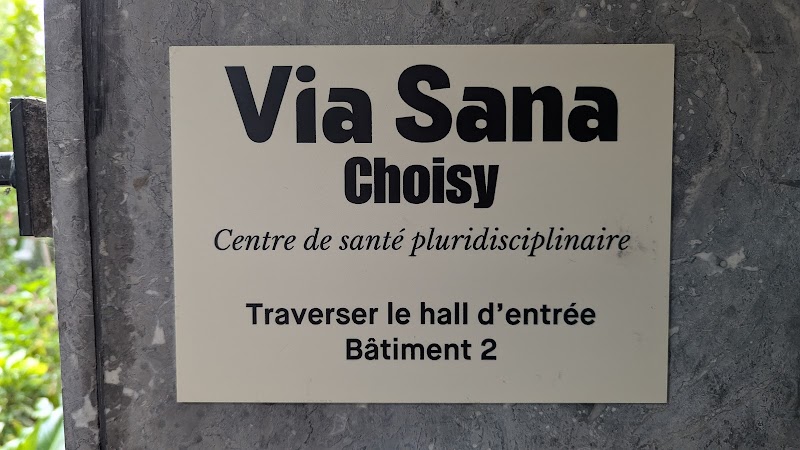 Via Sana
Choisy
Centre de santé pluridisciplinaire
Traverser le hall d'entrée
Bâtiment 2